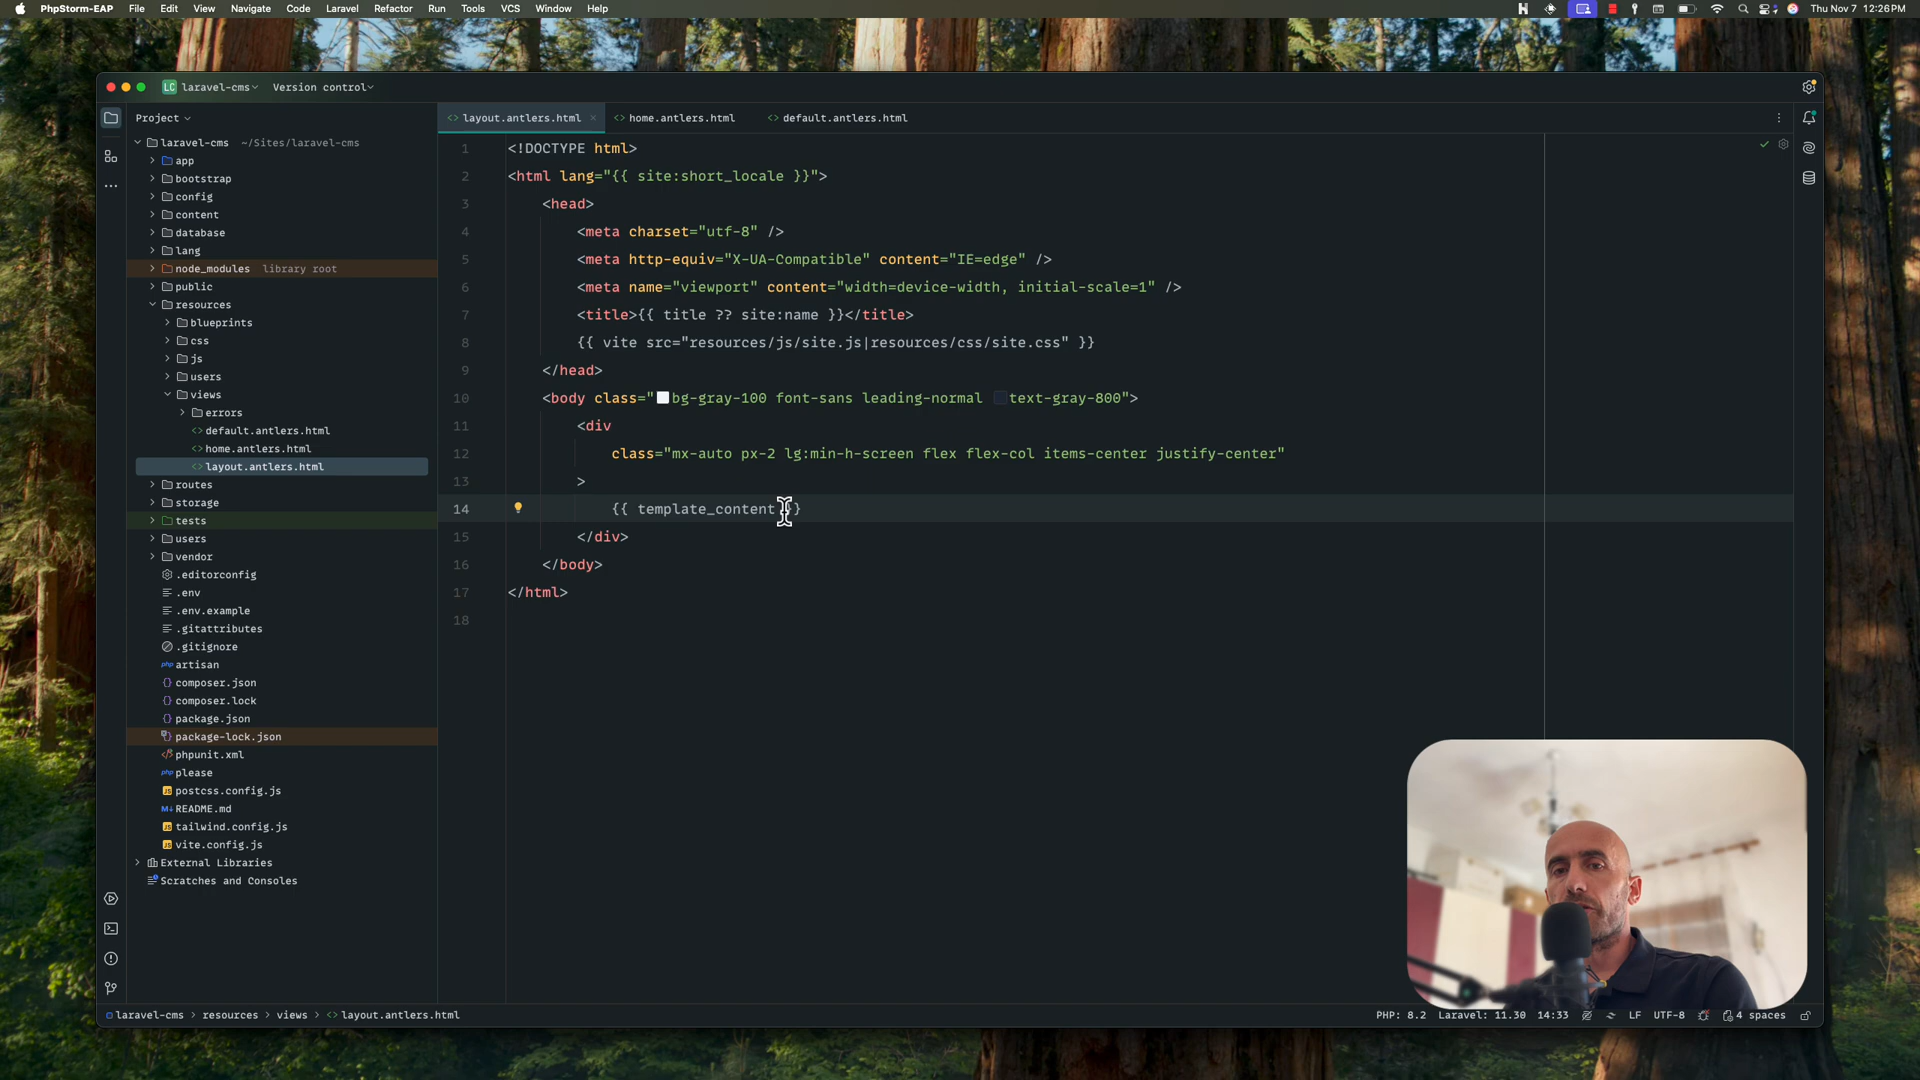 PhpStorm-EAP File Edit View Navigate Code Laravel Refactor Run Tools VCS Window Help
Thu Nov 7 12:26 PM
LC laravel-cms Version control
Project
layout.antlers.html
home.antlers.html
default.antlers.html
laravel-cms ~/Sites/laravel-cms
app
bootstrap
config
content
database
lang
node_modules library root
public
resources
blueprints
css
js
users
views
errors
default.antlers.html
home.antlers.html
layout.antlers.html
routes
storage
tests
users
vendor
.editorconfig
.env
.env.example
.gitattributes
.gitignore
php artisan
composer.json
composer.lock
package.json
package-lock.json
phpunit.xml
php please
JS postcss.config.js
M↓ README.md
JS tailwind.config.js
JS vite.config.js
External Libraries
Scratches and Consoles
1 <!DOCTYPE html>
2 <html lang="{{ site:short_locale }}">
3 <head>
4 <meta charset="utf-8" />
5 <meta http-equiv="X-UA-Compatible" content="IE=edge" />
6 <meta name="viewport" content="width=device-width, initial-scale=1" />
7 <title>{{ title ?? site:name }}</title>
8 {{ vite src="resources/js/site.js|resources/css/site.css" }}
9 </head>
10 <body class="bg-gray-100 font-sans leading-normal text-gray-800">
11 <div
12 class="mx-auto px-2 lg:min-h-screen flex flex-col items-center justify-center"
13 >
14 {{ template_content }}
15 </div>
16 </body>
17 </html>
18
laravel-cms > resources > views > layout.antlers.html
PHP: 8.2 Laravel: 11.30 14:33 LF UTF-8 4 spaces